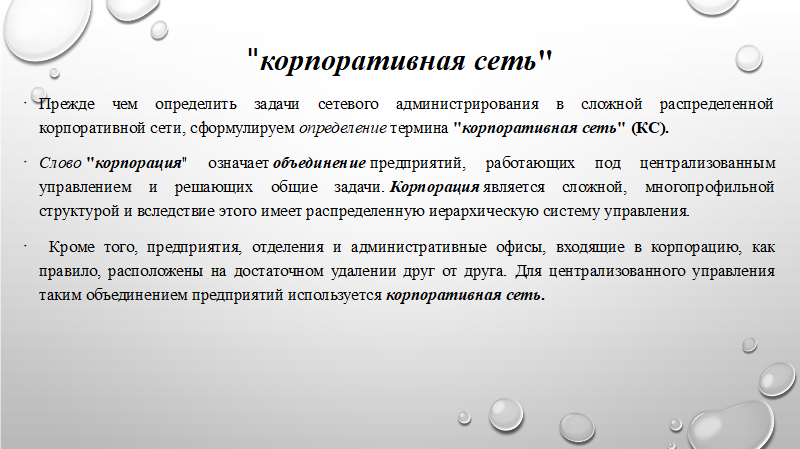 "корпоративная сеть"
Прежде чем определить задачи сетевого администрирования в сложной распределенной
корпоративной сети, сформулируем определение термина "корпоративная сеть" (КС).
Слово "корпорация" означает объединение предприятий, работающих под централизованным
управлением и решающих общие задачи. Корпорация является сложной, многопрофильной
структурой и вследствие этого имеет распределенную иерархическую систему управления.
Кроме того, предприятия, отделения и административные офисы, входящие в корпорацию, как
правило, расположены на достаточном удалении друг от друга. Для централизованного управления
таким объединением предприятий используется корпоративная сеть.